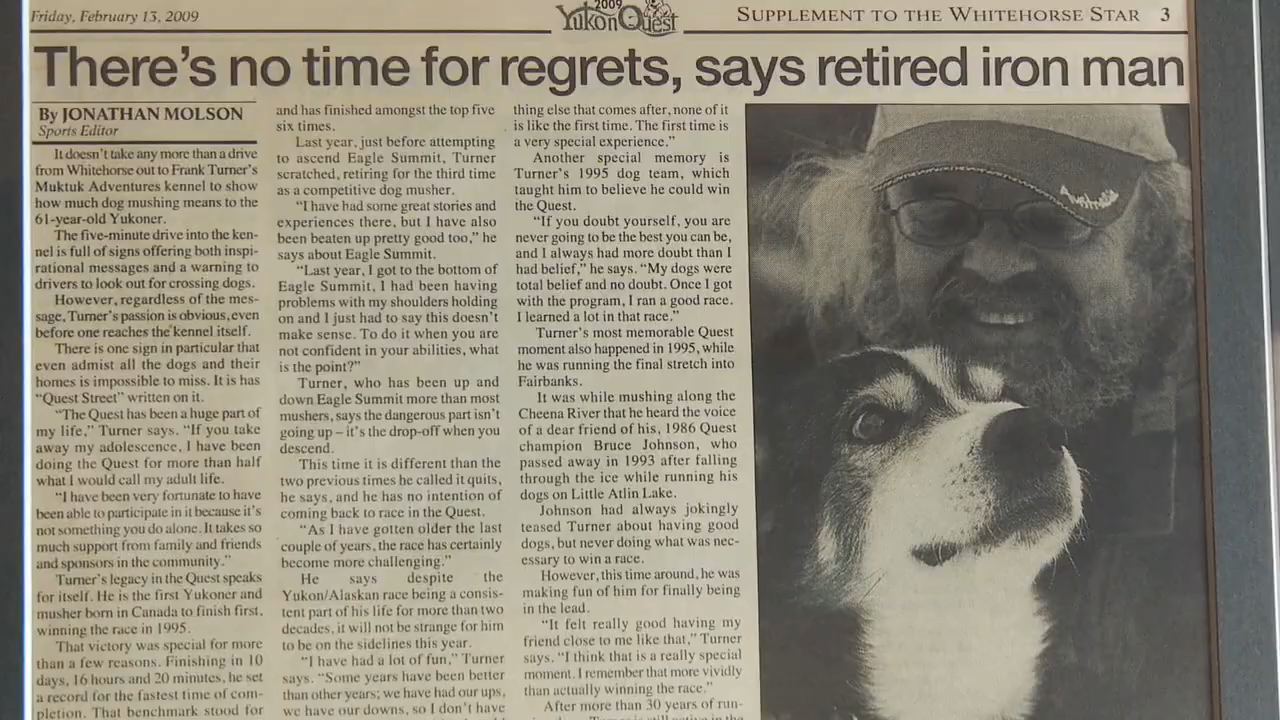 Friday, February 13, 2009
2009
Yukon Quest
SUPPLEMENT TO THE WHITEHORSE STAR 3
There's no time for regrets, says retired iron man
By JONATHAN MOLSON
Sports Editor
It doesn't take any more than a drive
from Whitehorse out to Frank Turner's
Muktuk Adventures kennel to show
how much dog mushing means to the
61-year-old Yukoner.
The five-minute drive into the ken-
nel is full of signs offering both inspi-
rational messages and a warning to
drivers to look out for crossing dogs.
However, regardless of the mes-
sage, Turner's passion is obvious, even
before one reaches the kennel itself.
There is one sign in particular that
even admist all the dogs and their
homes is impossible to miss. It is has
"Quest Street" written on it.
"The Quest has been a huge part of
my life," Turner says. "If you take
away my adolescence, I have been
doing the Quest for more than half
what I would call my adult life.
"I have been very fortunate to have
been able to participate in it because it's
not something you do alone. It takes so
much support from family and friends
and sponsors in the community."
Turner's legacy in the Quest speaks
for itself. He is the first Yukoner and
musher born in Canada to finish first,
winning the race in 1995.
That victory was special for more
than a few reasons. Finishing in 10
days, 16 hours and 20 minutes, he set
a record for the fastest time of com-
pletion. That benchmark stood for
and has finished amongst the top five
six times.
Last year, just before attempting
to ascend Eagle Summit, Turner
scratched, retiring for the third time
as a competitive dog musher.
"I have had some great stories and
experiences there, but I have also
been beaten up pretty good too," he
says about Eagle Summit.
"Last year, I got to the bottom of
Eagle Summit, I had been having
problems with my shoulders holding
on and I just had to say this doesn't
make sense. To do it when you are
not confident in your abilities, what
is the point?"
Turner, who has been up and
down Eagle Summit more than most
mushers, says the dangerous part isn't
going up – it's the drop-off when you
descend.
This time it is different than the
two previous times he called it quits,
he says, and he has no intention of
coming back to race in the Quest.
"As I have gotten older the last
couple of years, the race has certainly
become more challenging."
He says despite the
Yukon/Alaskan race being a consis-
tent part of his life for more than two
decades, it will not be strange for him
to be on the sidelines this year.
"I have had a lot of fun," Turner
says. "Some years have been better
than other years; we have had our ups,
we have our downs, so I don't have
thing else that comes after, none of it
is like the first time. The first time is
a very special experience."
Another special memory is
Turner's 1995 dog team, which
taught him to believe he could win
the Quest.
"If you doubt yourself, you are
never going to be the best you can be,
and I always had more doubt than I
had belief," he says. "My dogs were
total belief and no doubt. Once I got
with the program, I ran a good race.
I learned a lot in that race."
Turner's most memorable Quest
moment also happened in 1995, while
he was running the final stretch into
Fairbanks.
It was while mushing along the
Cheena River that he heard the voice
of a dear friend of his, 1986 Quest
champion Bruce Johnson, who
passed away in 1993 after falling
through the ice while running his
dogs on Little Atlin Lake.
Johnson had always jokingly
teased Turner about having good
dogs, but never doing what was nec-
essary to win a race.
However, this time around, he was
making fun of him for finally being
in the lead.
"It felt really good having my
friend close to me like that," Turner
says. "I think that is a really special
moment. I remember that more vividly
than actually winning the race."
After more than 30 years of run-